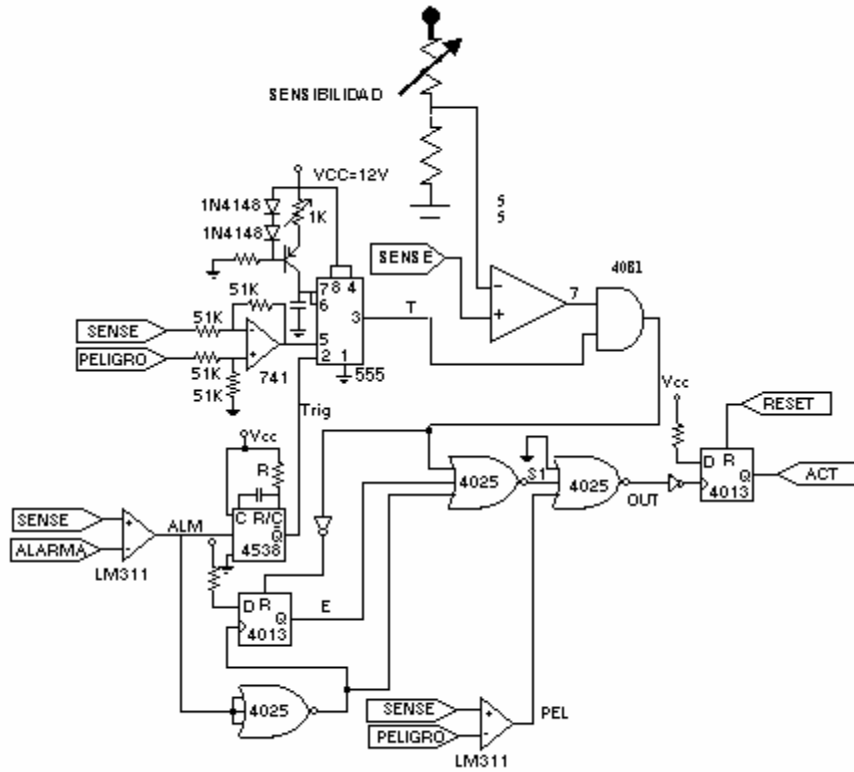 SENSIBILIDAD
VCC=12V
1N4148
1K
1N4148
5
5
SENSE
4081
7
8 4
6
3
T
7
-
+
51K
SENSE
51K
-
+
5
2 1
PELIGRO
51K
741
555
51K
Trig
Vcc
RESET
Vcc
R
D R
Q
4013
ACT
4025
S1
4025
OUT
SENSE
+
ALM
C R/C
Q
4538
ALARMA
-
LM311
D R
Q
4013
E
4025
SENSE
+
PEL
PELIGRO
-
LM311